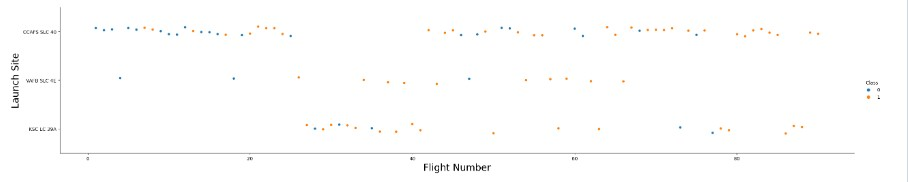 CCAFS SLC 40
VAFB SLC 4E
KSC LC 39A
Launch Site
0 20 40 60 80
Flight Number
Class
0
1